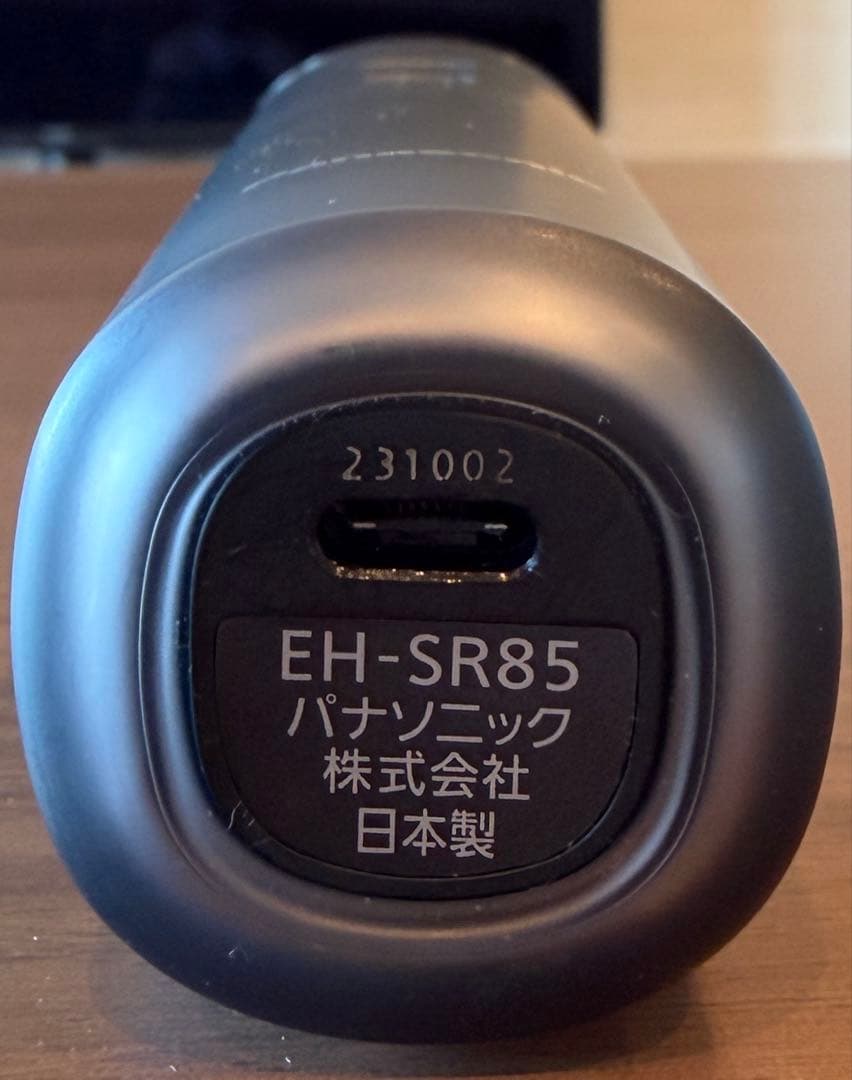 231002
EH-SR85
パナソニック
株式会社
日本製